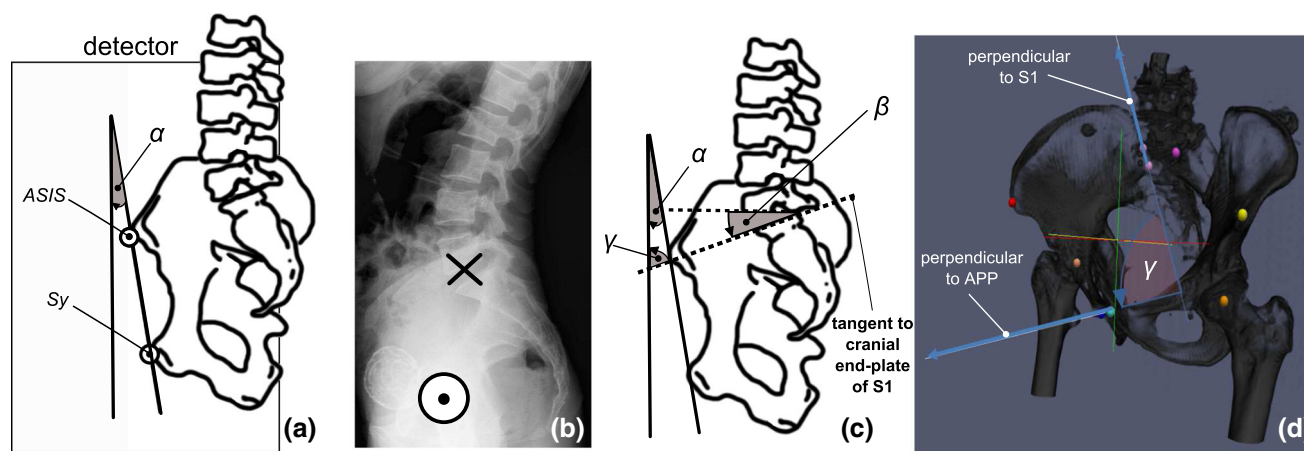 detector
α
ASIS
Sy
(a)
(b)
α
β
γ
tangent to
cranial
end-plate
of S1
(c)
perpendicular
to S1
perpendicular
to APP
γ
(d)